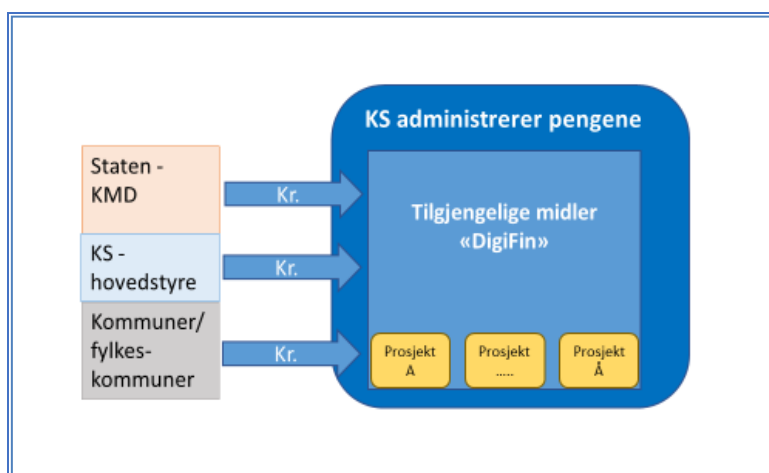 KS administrerer pengene
Staten -
KMD
Kr.
Tilgjengelige midler
«DigiFin»
KS -
hovedstyre
Kr.
Kommuner/
fylkes-
kommuner
Kr.
Prosjekt
A
Prosjekt
.....
Prosjekt
Å